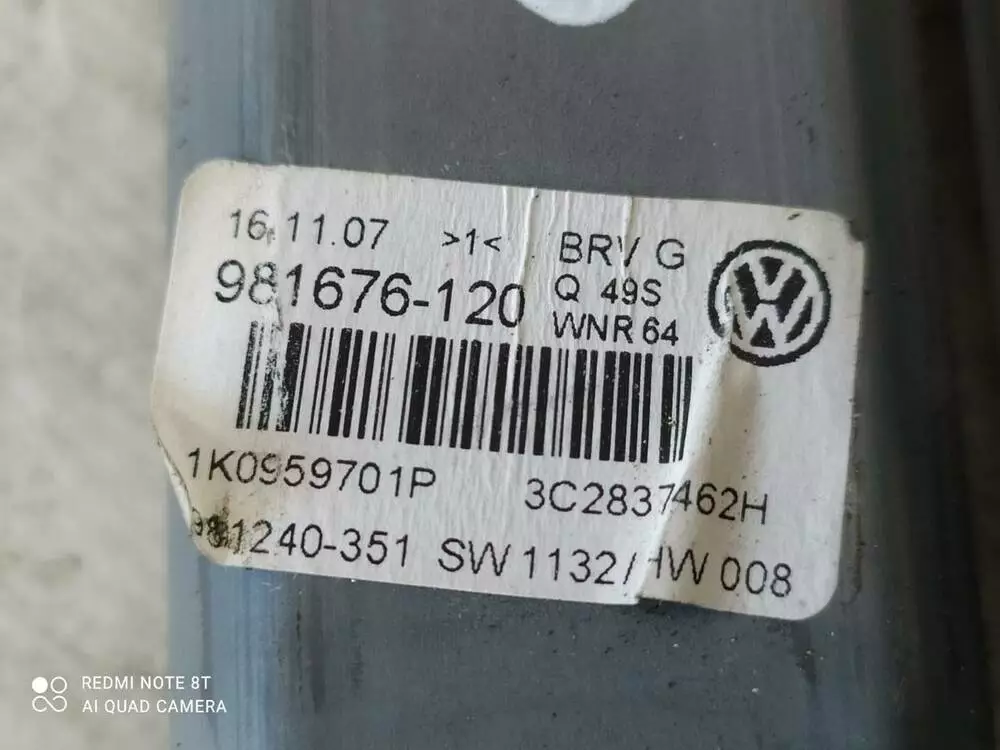 16.11.07 >1< BRV G
981676-120 Q 49S
WNR 64
1K0959701P 3C2837462H
981240-351 SW 1132/HW 008
REDMI NOTE 8T
AI QUAD CAMERA